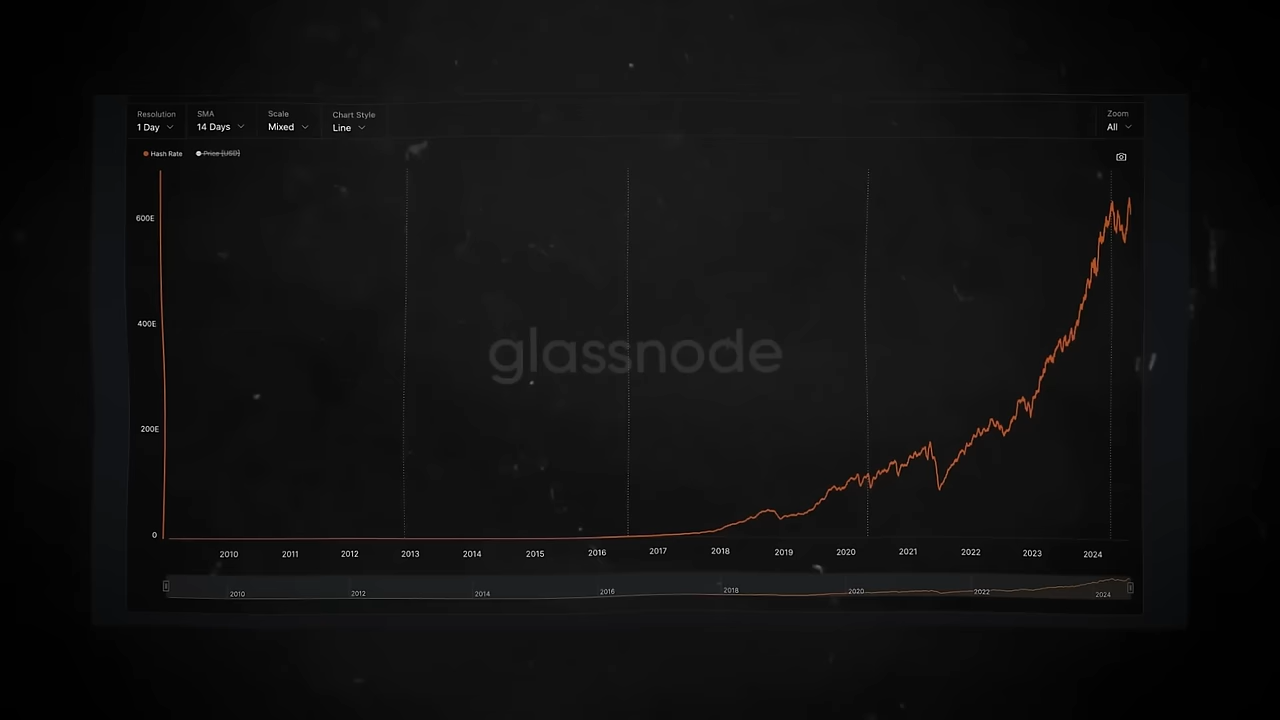 Resolution SMA Scale Chart Style Zoom
1 Day 14 Days Mixed Line All
Hash Rate Price [USD]
600E
400E
glassnode
200E
0
2010 2011 2012 2013 2014 2015 2016 2017 2018 2019 2020 2021 2022 2023 2024
2010 2012 2014 2016 2018 2020 2022 2024